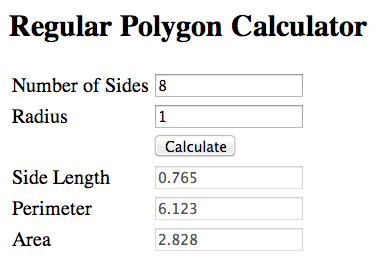 Regular Polygon Calculator
Number of Sides 8
Radius 1
Calculate
Side Length 0.765
Perimeter 6.123
Area 2.828